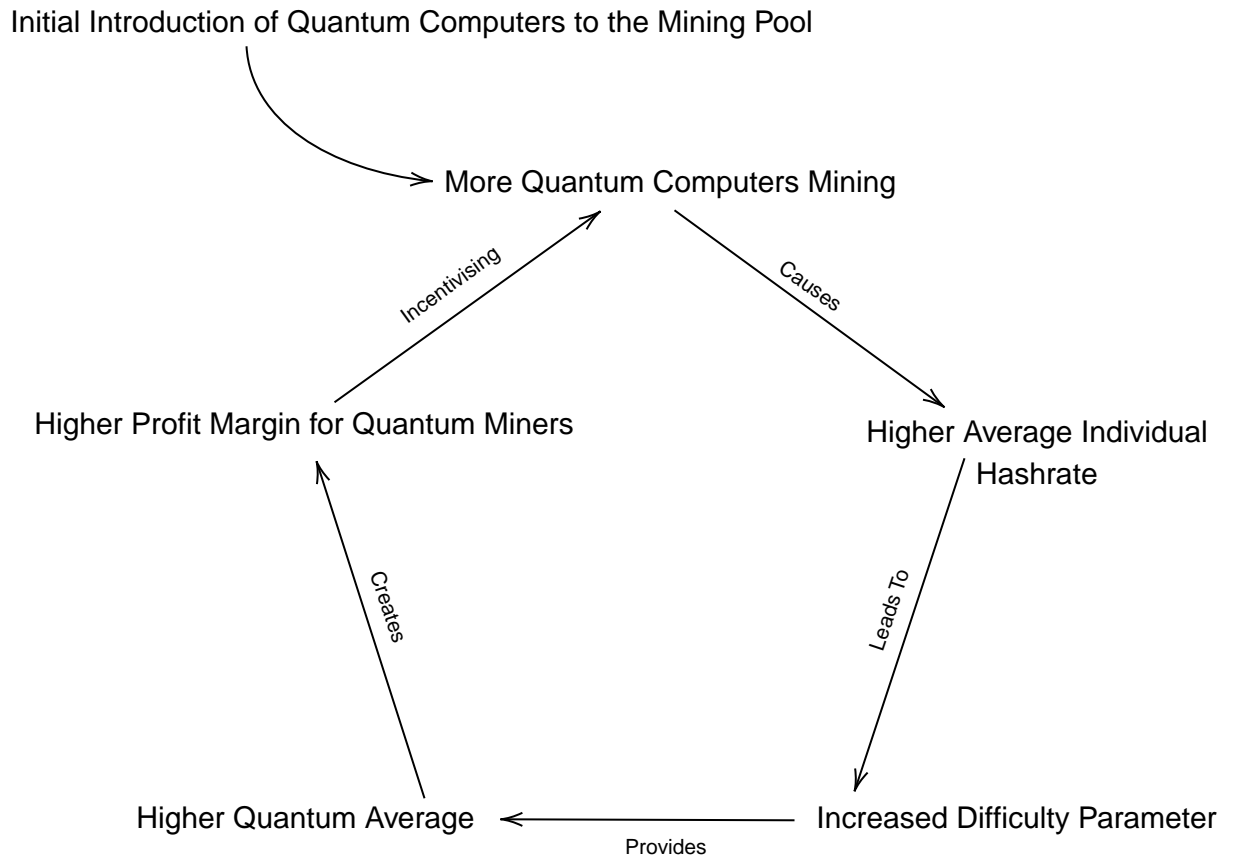 Initial Introduction of Quantum Computers to the Mining Pool
More Quantum Computers Mining
Incentivising
Causes
Higher Profit Margin for Quantum Miners
Higher Average Individual
Hashrate
Creates
Leads To
Higher Quantum Average
Increased Difficulty Parameter
Provides